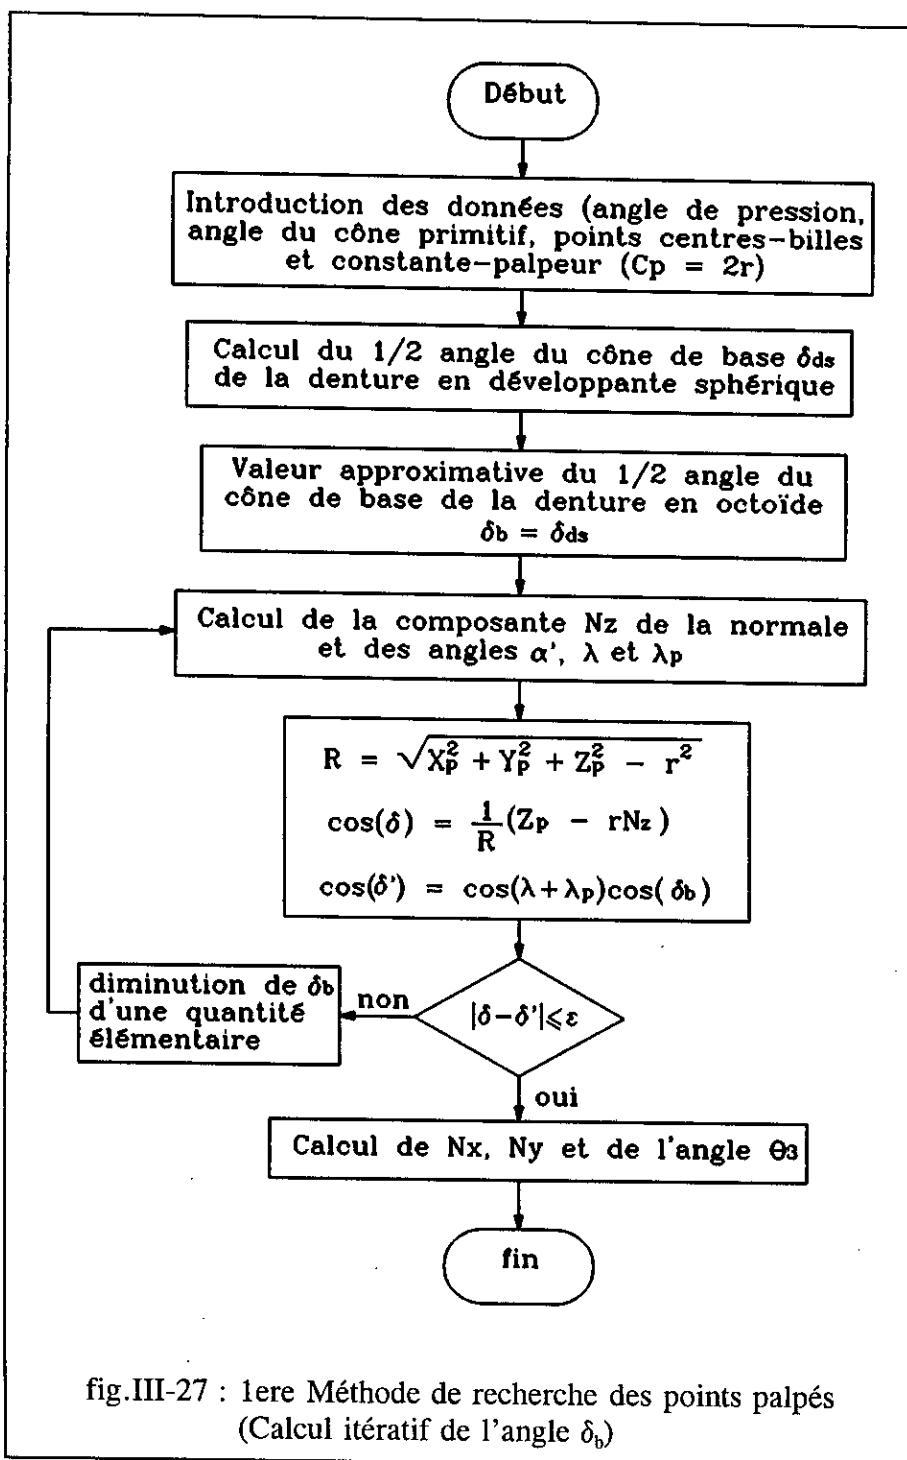 Début
Introduction des données (angle de pression,
angle du cône primitif, points centres-billes
et constante-palpeur (Cp = 2r)
Calcul du 1/2 angle du cône de base δds
de la denture en développante sphérique
Valeur approximative du 1/2 angle du
cône de base de la denture en octoïde
δb = δds
Calcul de la composante Nz de la normale
et des angles α', λ et λp
R = √(Xp² + Yp² + Zp² - r²)
cos(δ) = 1/R (Zp - rNz)
cos(δ') = cos(λ+λp)cos( δb)
diminution de δb
d'une quantité
élémentaire
non
|δ-δ'|⩽ε
oui
Calcul de Nx, Ny et de l'angle θ3
fin
fig.III-27 : 1ere Méthode de recherche des points palpés
(Calcul itératif de l'angle δb)